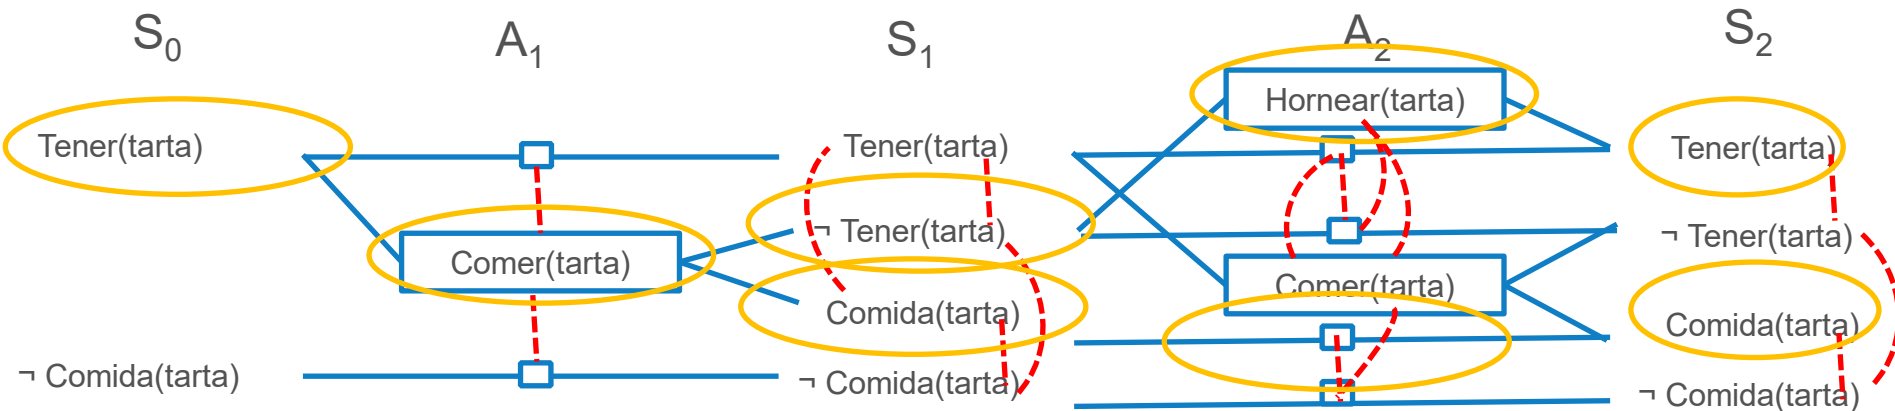 S0
A1
S1
A2
S2
Tener(tarta)
Comer(tarta)
¬ Comida(tarta)
Tener(tarta)
¬ Tener(tarta)
Comida(tarta)
¬ Comida(tarta)
Hornear(tarta)
Comer(tarta)
Tener(tarta)
¬ Tener(tarta)
Comida(tarta)
¬ Comida(tarta)